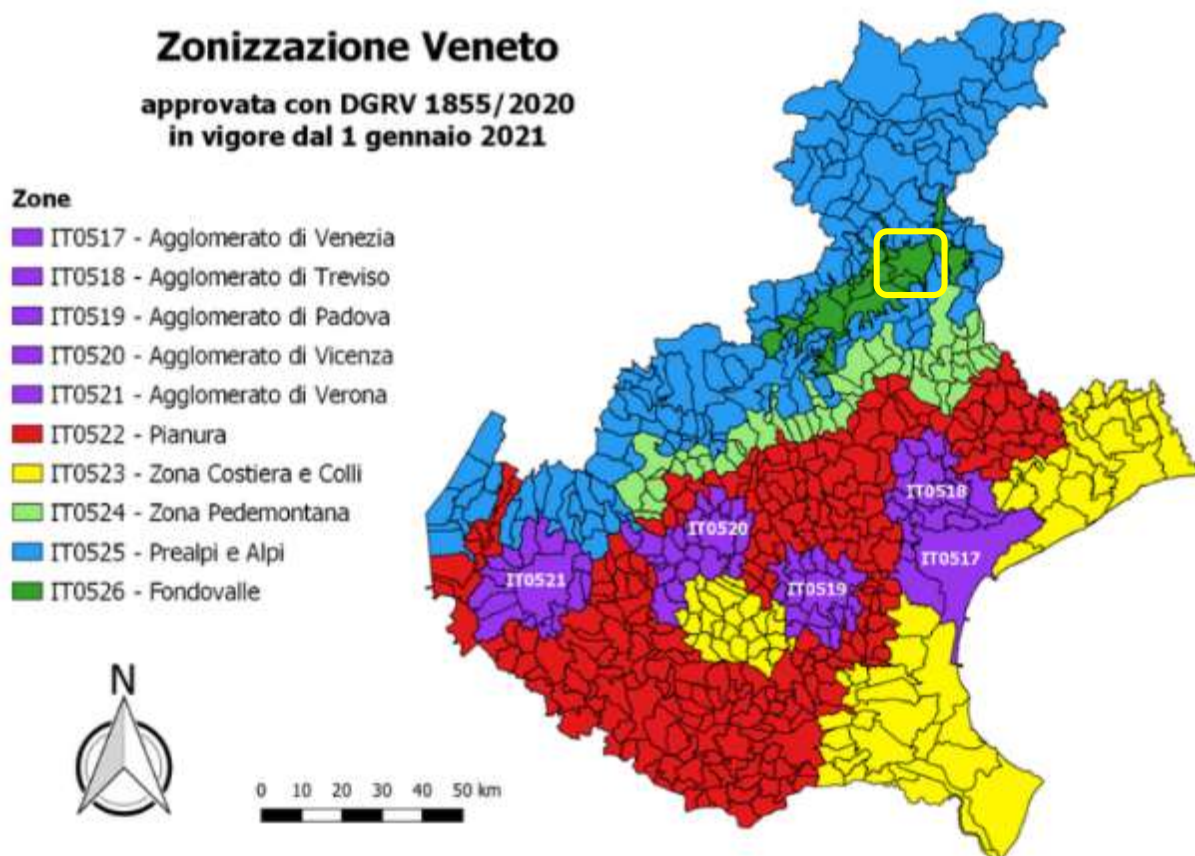 Zonizzazione Veneto
approvata con DGRV 1855/2020
in vigore dal 1 gennaio 2021
Zone
IT0517 - Agglomerato di Venezia
IT0518 - Agglomerato di Treviso
IT0519 - Agglomerato di Padova
IT0520 - Agglomerato di Vicenza
IT0521 - Agglomerato di Verona
IT0522 - Pianura
IT0523 - Zona Costiera e Colli
IT0524 - Zona Pedemontana
IT0525 - Prealpi e Alpi
IT0526 - Fondovalle
IT0518
IT0520
IT0517
IT0521
IT0519
N
0 10 20 30 40 50 km